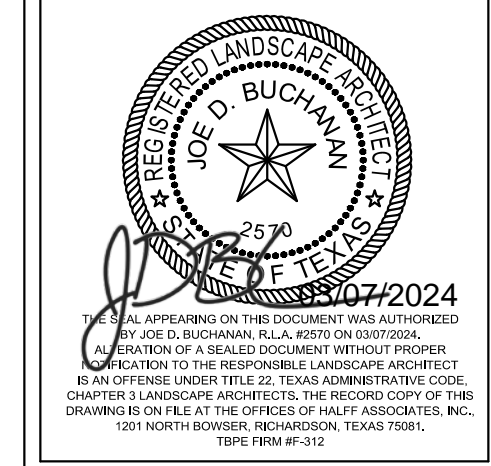 REGISTERED LANDSCAPE ARCHITECT
JOE D. BUCHANAN
2570
STATE OF TEXAS
03/07/2024
THE SEAL APPEARING ON THIS DOCUMENT WAS AUTHORIZED
BY JOE D. BUCHANAN, R.L.A. #2570 ON 03/07/2024.
ALTERATION OF A SEALED DOCUMENT WITHOUT PROPER
NOTIFICATION TO THE RESPONSIBLE LANDSCAPE ARCHITECT
IS AN OFFENSE UNDER TITLE 22, TEXAS ADMINISTRATIVE CODE,
CHAPTER 3 LANDSCAPE ARCHITECTS. THE RECORD COPY OF THIS
DRAWING IS ON FILE AT THE OFFICES OF HALFF ASSOCIATES, INC.,
1201 NORTH BOWSER, RICHARDSON, TEXAS 75081.
TBPE FIRM #F-312